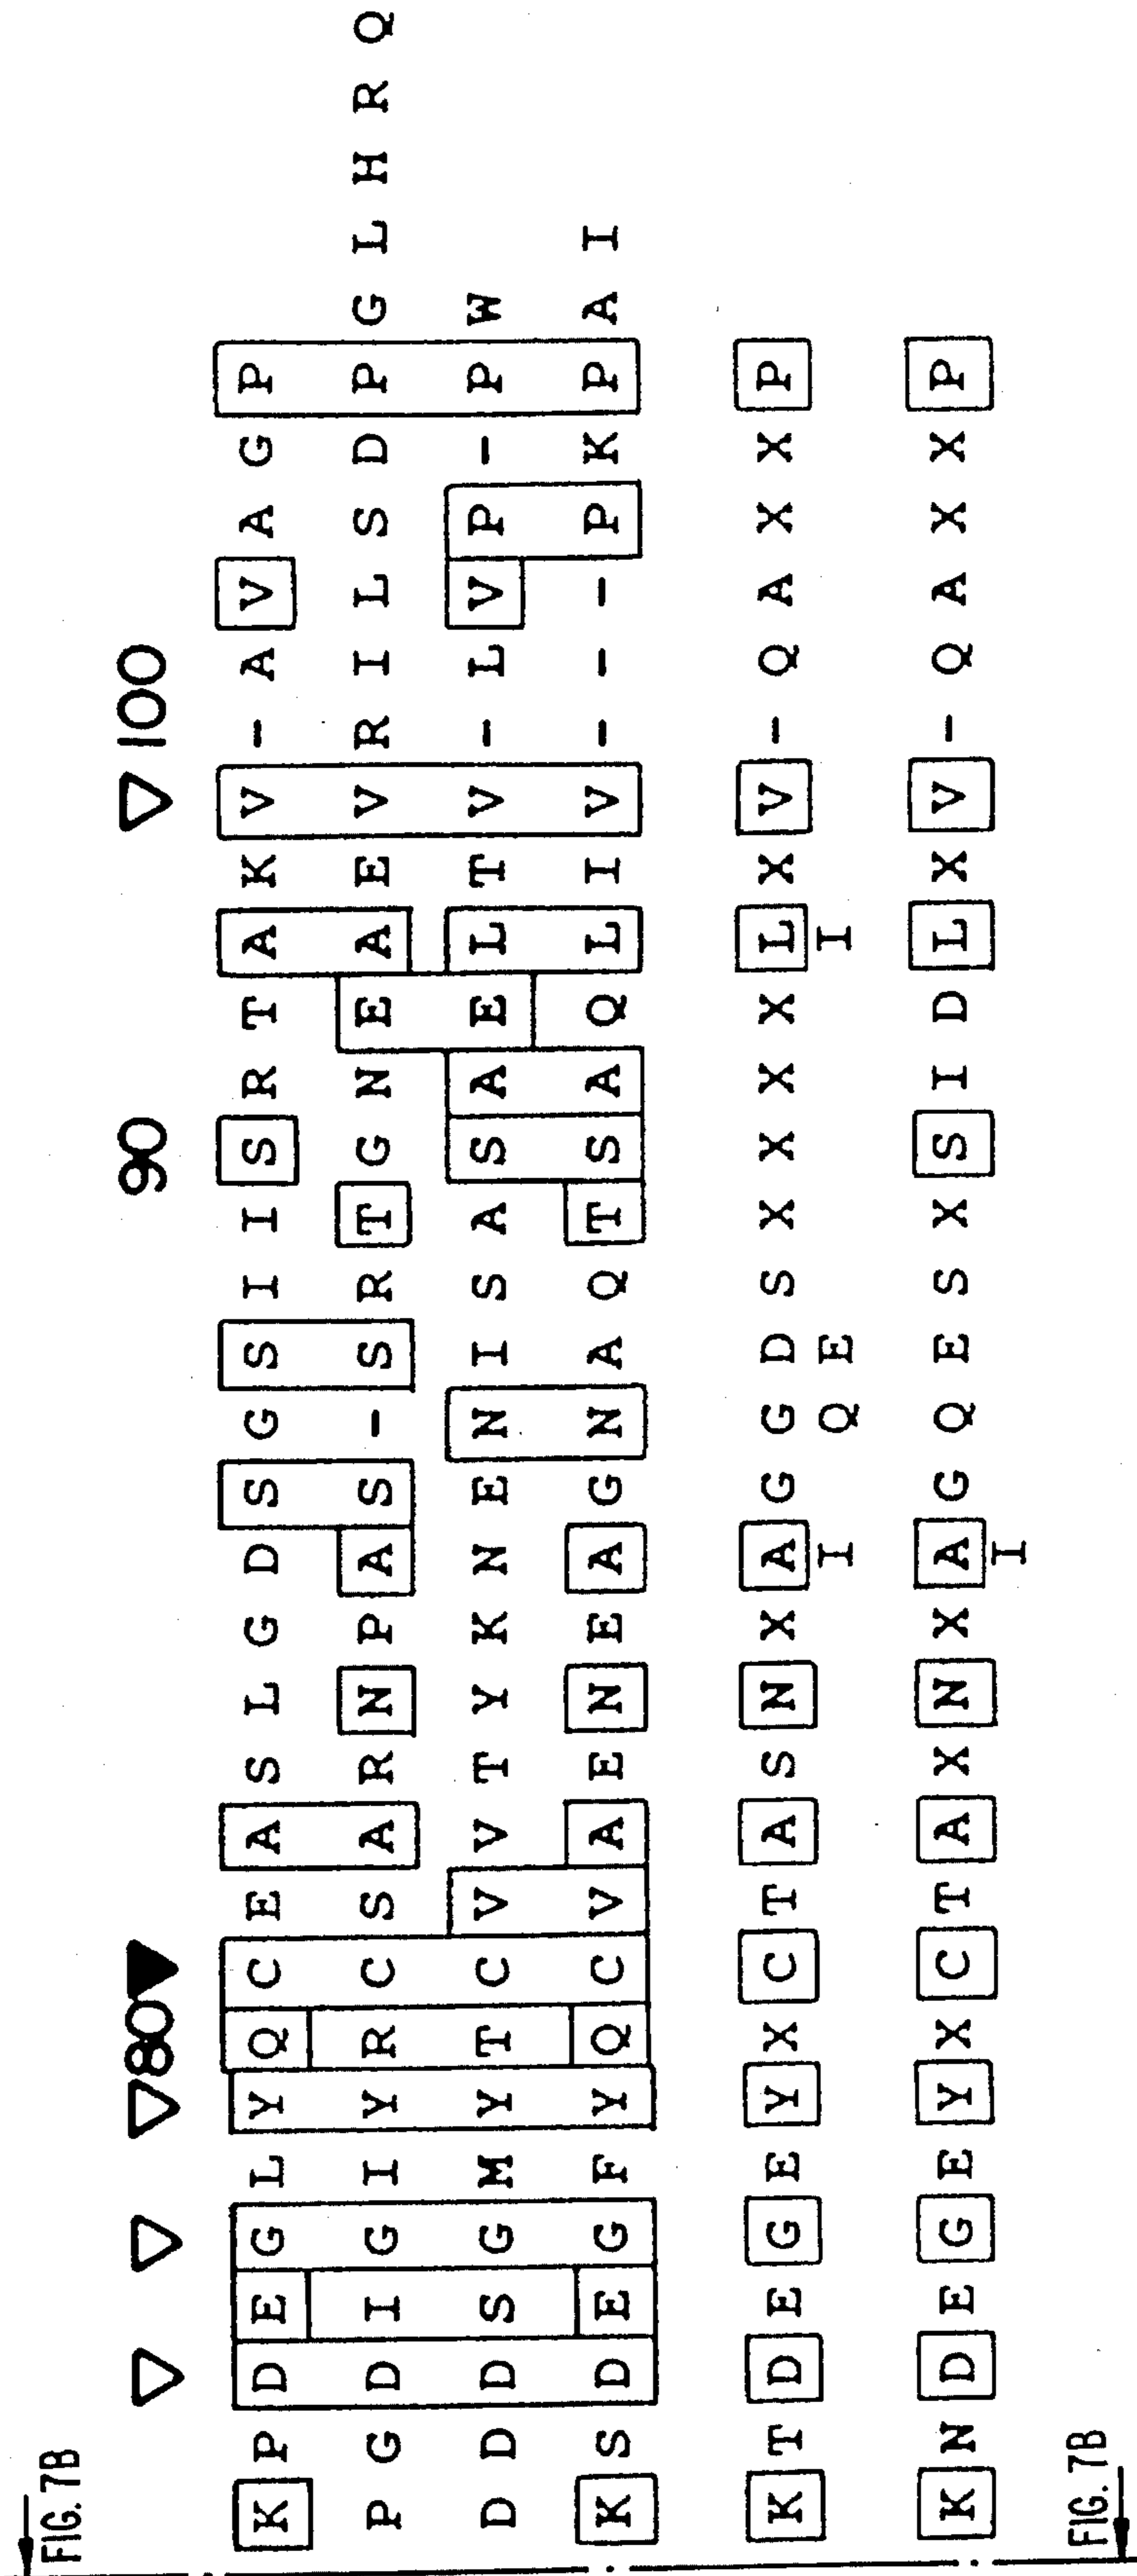 FIG. 7B
80 90 100
K P D E G L Y Q C E A S L G D S G S I I S R T A K V - A V A G P
P G D I G I Y R C S A R N P A S - S R T G N E A E V R I L S D P G L H R Q
D D D S G M Y T C V V T Y K N E N I S A S A E L T V - L V P - P W
K S D E G F Y Q C V A E N E A G N A Q T S A Q L I V - - - P K P A I
K T D E G E Y X C T A S N X A G G D S X X X X L X V - Q A X X P
I Q E I
K N D E G E Y X C T A X N X A G Q E S X S I D L X V - Q A X X P
I
FIG. 7B